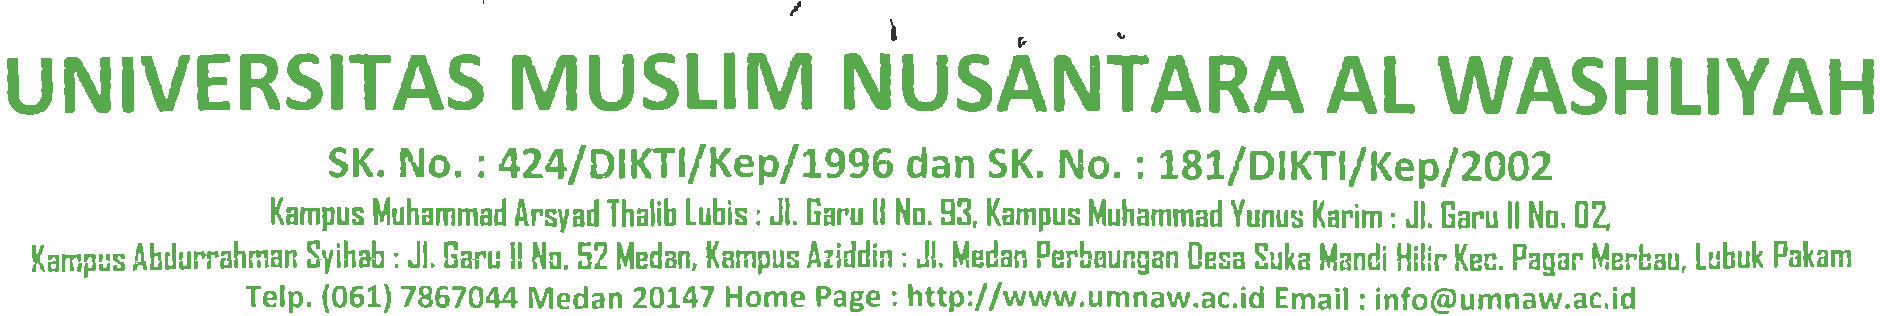 UNIVERSITAS MUSLIM NUSANTARA AL WASHLIYAH
SK. No. : 424/DIKTI/Kep/1996 dan SK. No. : 181/DIKTI/Kep/2002
Kampus Muhammad Arsyad Thalib Lubis : Jl. Garu II No. 93, Kampus Muhammad Yunus Karim : Jl. Garu II No. 02,
Kampus Abdurrahman Syihab : Jl. Garu II No. 52 Medan, Kampus Aziddin : Jl. Medan Perbaungan Desa Suka Mandi Hilir Kec. Pagar Merbau, Lubuk Pakam
Telp. (061) 7867044 Medan 20147 Home Page : http://www.umnaw.ac.id Email : info@umnaw.ac.id